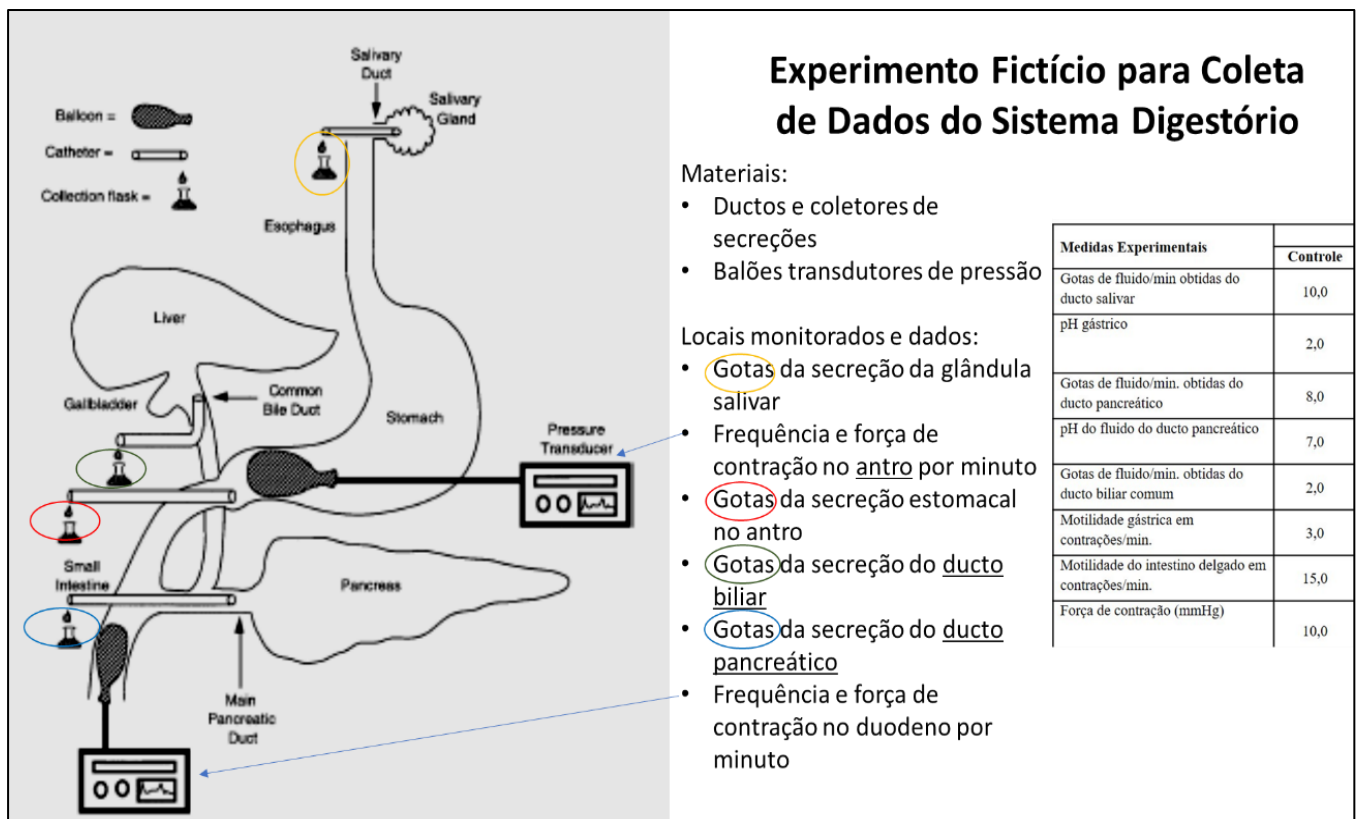 Salivary
Duct
Salivary
Gland
Balloon =
Catheter =
Collection flask =
Esophagus
Liver
Gallbladder
Common
Bile Duct
Stomach
Pressure
Transducer
Small
Intestine
Pancreas
Main
Pancreatic
Duct
Experimento Fictício para Coleta
de Dados do Sistema Digestório
Materiais:
• Ductos e coletores de
secreções
• Balões transdutores de pressão
Locais monitorados e dados:
• Gotas da secreção da glândula
salivar
• Frequência e força de
contração no antro por minuto
• Gotas da secreção estomacal
no antro
• Gotas da secreção do ducto
biliar
• Gotas da secreção do ducto
pancreático
• Frequência e força de
contração no duodeno por
minuto
Medidas Experimentais
Controle
Gotas de fluido/min obtidas do
ducto salivar
10,0
pH gástrico
2,0
Gotas de fluido/min. obtidas do
ducto pancreático
8,0
pH do fluido do ducto pancreático
7,0
Gotas de fluido/min. obtidas do
ducto biliar comum
2,0
Motilidade gástrica em
contrações/min.
3,0
Motilidade do intestino delgado em
contrações/min.
15,0
Força de contração (mmHg)
10,0